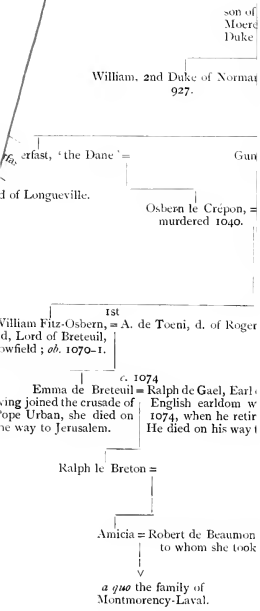 son of
Moere
Duke
William, 2nd Duke of Norman
927.
erfast, ‘the Dane’ =
Gun
d of Longueville.
Osbern le Crépon, =
murdered 1040.
1st
William Fitz-Osbern, = A. de Toeni, d. of Roger
d, Lord of Breteuil,
owfield ; ob. 1070-1.
c. 1074
Emma de Breteuil = Ralph de Gael, Earl
ving joined the crusade of
English earldom w
Pope Urban, she died on
1074, when he retir
he way to Jerusalem.
He died on his way t
Ralph le Breton =
Amicia = Robert de Beaumon
to whom she took
a quo the family of
Montmorency-Laval.